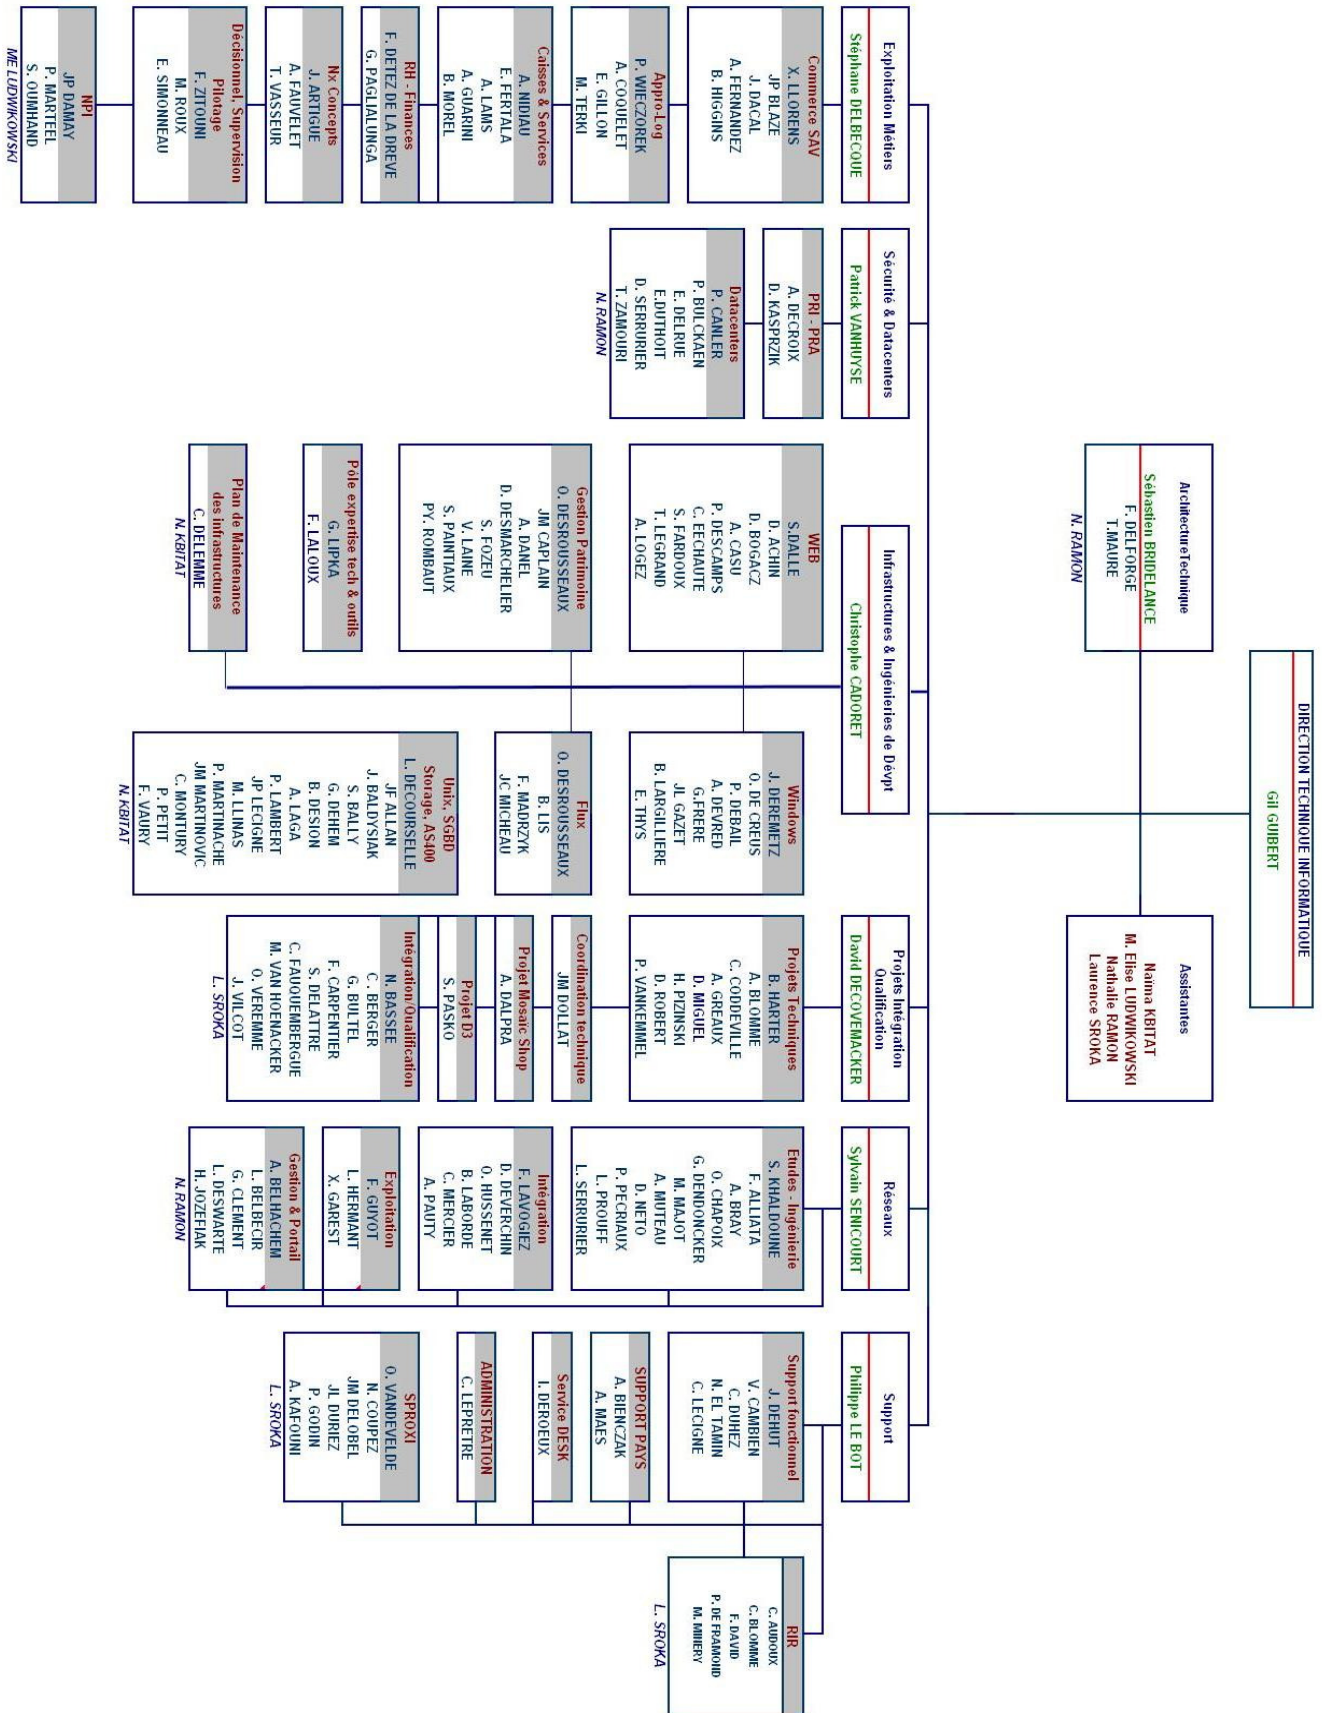 DIRECTION TECHNIQUE INFORMATIQUE
Gil GUIBERT
ArchitectureTechnique
Sébastien BRIDELANCE
F. DELFORGE
T.MAURE
N. RAMON
Assistantes
Naïma KBITAT
M. Elise LUDWIKOWSKI
Nathalie RAMON
Laurence SROKA
Exploitation Métiers
Stéphane DELBECQUE
Commerce SAV
X. LLORENS
JP BLAZE
J. DACAL
A. FERNANDEZ
B. HIGGINS
Appro-Log
P. WIECZOREK
A. COQUELET
E. GILLON
M. TERKI
Caisses & Services
A. NIDIAU
E. FERTALA
A. LAMS
A. GUARINI
B. MOREL
RH - Finances
F. DETEZ DE LA DREVE
G. PAGLIALUNGA
Nx Concepts
J. ARTIGUE
A. FAUVELET
T. VASSEUR
Décisionnel, Supervision
Pilotage
F. ZITOUNI
M. ROUX
E. SIMONNEAU
NPI
JP DAMAY
P. MARTEEL
S. OUMHAND
ME LUDWIKOWSKI
Sécurité & Datacenters
Patrick VANHUYSE
PRI - PRA
A. DECROIX
D. KASPRZIK
Datacenters
P. CANLER
P. BULCKAEN
E. DELRUE
E.DUTHOIT
D. SERRURIER
T. ZAMOURI
N. RAMON
Infrastructures & Ingénieries de Dévpt
Christophe CADORET
WEB
S.DALLE
D. ACHIN
D. BOGACZ
A. CASU
P. DESCAMPS
C. EECHAUTE
S. FARDOUX
T. LEGRAND
A. LOGEZ
Gestion Patrimoine
O. DESROUSSEAUX
JM CAPLAIN
A. DANEL
D. DESMARCHELIER
S. FOZEU
V. LAINE
S. PAINTIAUX
PY. ROMBAUT
Pôle expertise tech & outils
G. LIPKA
F. LALOUX
Plan de Maintenance
des infrastructures
C. DELEMME
N. KBITAT
Windows
J. DEREMETZ
O. DE CREUS
P. DEBAIL
A. DEVRED
G.FRERE
JL GAZET
B. LARGILLIERE
E. THYS
Flux
O. DESROUSSEAUX
B. LIS
F. MADRZYK
JC MICHEAU
Unix, SGBD
Storage, AS400
L. DECOURSELLE
JF ALLAN
J. BALDYSIAK
S. BALLY
G. DEHEM
B. DESION
A. LAGA
P. LAMBERT
JP LECIGNE
M. LLINAS
P. MARTINACHE
JM MARTINOVIC
C. MONTURY
P. PETIT
F. VAURY
N. KBITAT
Projets Intégration
Qualification
David DECOVEMACKER
Projets Techniques
B. HARTER
A. BLOMME
C. CODDEVILLE
A. GREAUX
D. MIGUEL
H. PIZINSKI
D. ROBERT
P. VANKEMMEL
Coordination technique
JM DOLLAT
Projet Mosaïc Shop
A. DALPRA
Projet D3
S. PASKO
Intégration/Qualification
N. BASSEE
C. BERGER
G. BULTEL
F. CARPENTIER
S. DELATTRE
C. FAUQUEMBERGUE
M. VAN HOENACKER
O. VEREMME
J. VILCOT
L. SROKA
Réseaux
Sylvain SENICOURT
Etudes - Ingénierie
S. KHALDOUNE
F. ALLIATA
A. BRAY
O. CHAPOIX
G. DENDONCKER
M. MAJOT
A. MUTEAU
D. NETO
P. PECRIAUX
L. PROUFF
L. SERRURIER
Intégration
F. LAVOGIEZ
D. DEVERCHIN
O. HUSSENET
B. LABORDE
C. MERCIER
A. PAUTY
Exploitation
F. GUYOT
L. HERMANT
X. GAREST
Gestion & Portail
A. BELHACHEM
L. BELBECIR
G. CLEMENT
L. DESWARTE
H. JOZEFIAK
N. RAMON
Support
Philippe LE BOT
Support fonctionnel
J. DEHUT
V. CAMBIEN
C. DUHEZ
N. EL TAMIN
C. LECIGNE
SUPPORT PAYS
A. BIENCZAK
A. MAES
Service DESK
I. DEROEUX
ADMINISTRATION
C. LEPRETRE
SPROXI
O. VANDEVELDE
N. COUPEZ
JM DELOBEL
JL DURIEZ
P. GODIN
A. KAFOUNI
L. SROKA
RIR
C. AUDOUX
C. BLOMME
F. DAVID
P. DE FRAMOND
M. MIHERY
L. SROKA